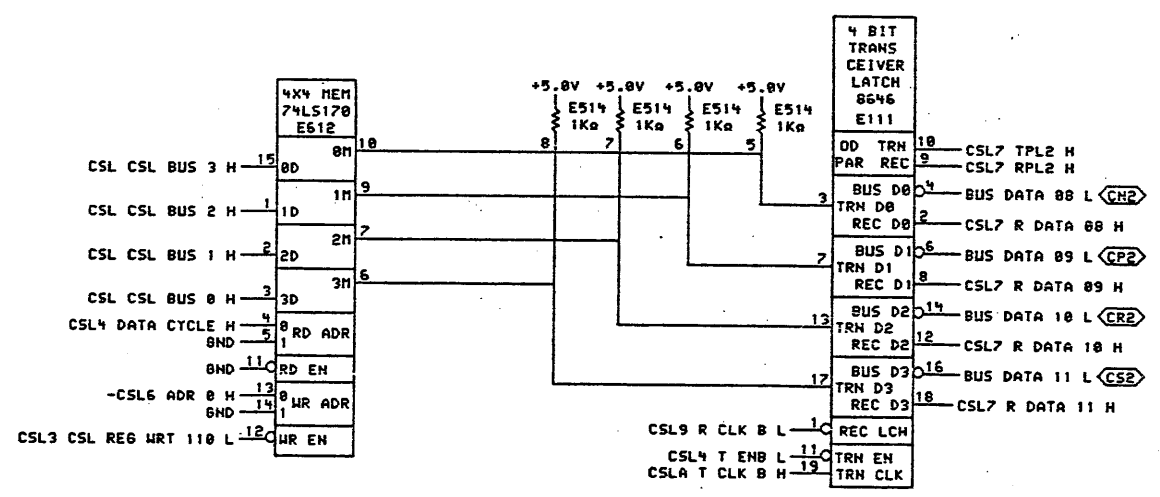 4X4 MEM
74LS170
E612
0M 10
CSL CSL BUS 3 H 15 0D
1M 9
CSL CSL BUS 2 H 1 1D
2M 7
CSL CSL BUS 1 H 2 2D
3M 6
CSL CSL BUS 0 H 3 3D
CSL4 DATA CYCLE H 4 0 RD ADR
GND 5 1
GND 11 RD EN
-CSL6 ADR 0 H 13 0 WR ADR
GND 14 1
CSL3 CSL REG WRT 110 L 12 WR EN
+5.0V +5.0V +5.0V +5.0V
E514 E514 E514 E514
1KΩ 1KΩ 1KΩ 1KΩ
8 7 6 5
4 BIT
TRANS
CEIVER
LATCH
8646
E111
OD TRN 10 CSL7 TPL2 H
PAR REC 9 CSL7 RPL2 H
BUS D0 4 BUS DATA 08 L CN2
3 TRN D0
REC D0 2 CSL7 R DATA 08 H
BUS D1 6 BUS DATA 09 L CP2
7 TRN D1
REC D1 8 CSL7 R DATA 09 H
BUS D2 14 BUS DATA 10 L CR2
13 TRN D2
REC D2 12 CSL7 R DATA 10 H
BUS D3 16 BUS DATA 11 L CS2
17 TRN D3
REC D3 18 CSL7 R DATA 11 H
CSL9 R CLK B L 1 REC LCH
CSL4 T ENB L 11 TRN EN
CSLA T CLK B H 19 TRN CLK